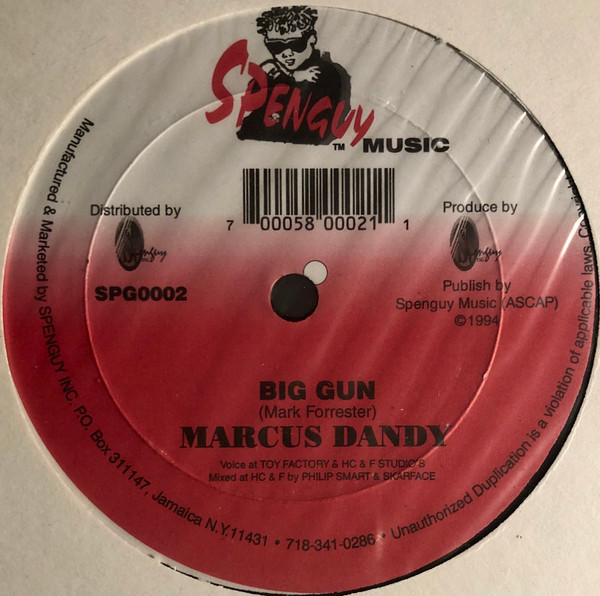 SPENGUY
™ MUSIC
7 00058 00021 1
Distributed by
Produce by
SPG0002
Publish by
Spenguy Music (ASCAP)
©1994
BIG GUN
(Mark Forrester)
MARCUS DANDY
Voice at TOY FACTORY & HC & F STUDIO'S
Mixed at HC & F by PHILIP SMART & SKARFACE
Manufactured & Marketed by SPENGUY INC. P.O. Box 311147, Jamaica N.Y.11431 • 718-341-0286 • Unauthorized Duplication is a violation of applicable laws.